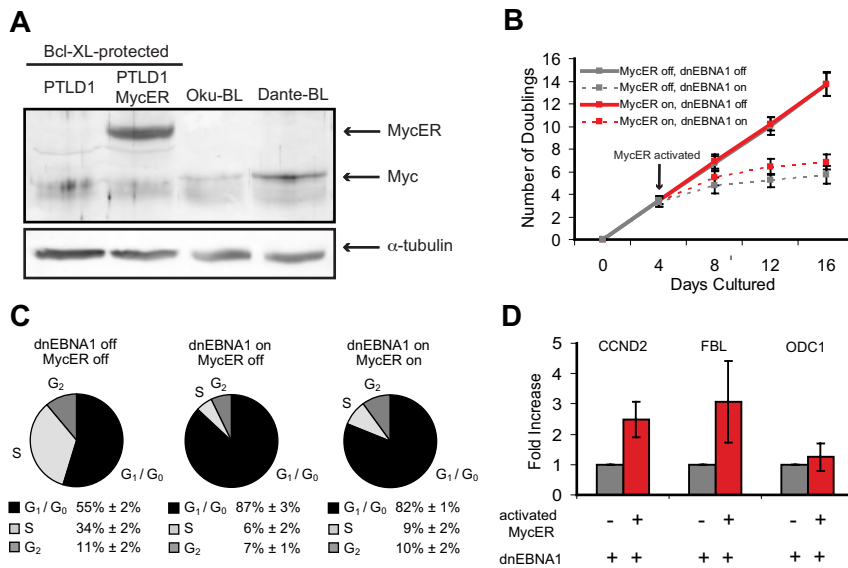 A
Bcl-XL-protected
PTLD1
PTLD1
MycER
Oku-BL
Dante-BL
MycER
Myc
α-tubulin
B
Number of Doublings
16
14
12
10
8
6
4
2
0
MycER off, dnEBNA1 off
MycER off, dnEBNA1 on
MycER on, dnEBNA1 off
MycER on, dnEBNA1 on
MycER activated
0 4 8 12 16
Days Cultured
C
dnEBNA1 off
MycER off
G2
S
G1 / G0
G1 / G0 55% ± 2%
S 34% ± 2%
G2 11% ± 2%
dnEBNA1 on
MycER off
G2
S
G1 / G0
G1 / G0 87% ± 3%
S 6% ± 2%
G2 7% ± 1%
dnEBNA1 on
MycER on
G2
S
G1 / G0
G1 / G0 82% ± 1%
S 9% ± 2%
G2 10% ± 2%
D
Fold Increase
5
4
3
2
1
0
CCND2 FBL ODC1
activated
MycER
- + - + - +
dnEBNA1 + + + + + +